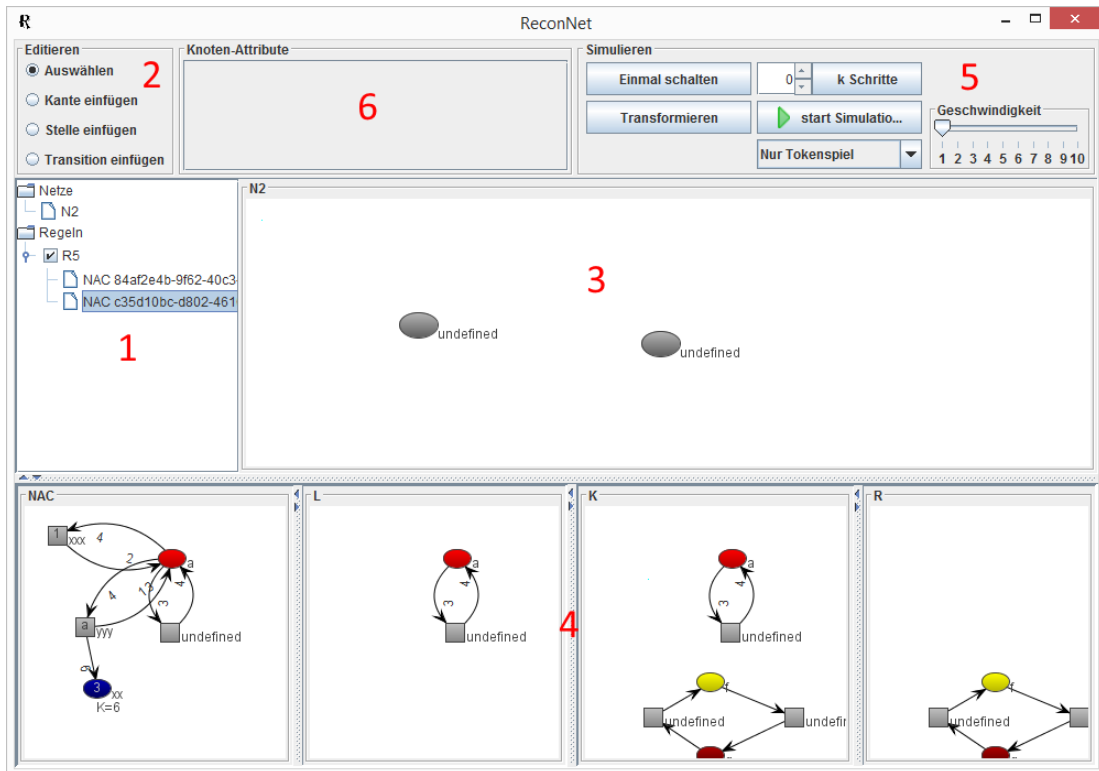 ReconNet
Editieren
Auswählen
Kante einfügen
Stelle einfügen
Transition einfügen
2
Knoten-Attribute
6
Simulieren
Einmal schalten
0
k Schritte
5
Transformieren
start Simulatio...
Nur Tokenspiel
Geschwindigkeit
1 2 3 4 5 6 7 8 9 10
Netze
N2
Regeln
R5
NAC 84af2e4b-9f62-40c3-
NAC c35d10bc-d802-461
1
N2
undefined
undefined
3
NAC
1
xxx
4
2
a
4
13
3
4
a
yyy
undefined
9
3
xx
K=6
L
a
3
4
undefined
4
K
a
3
4
undefined
f
undefined
undefin
R
f
undefined